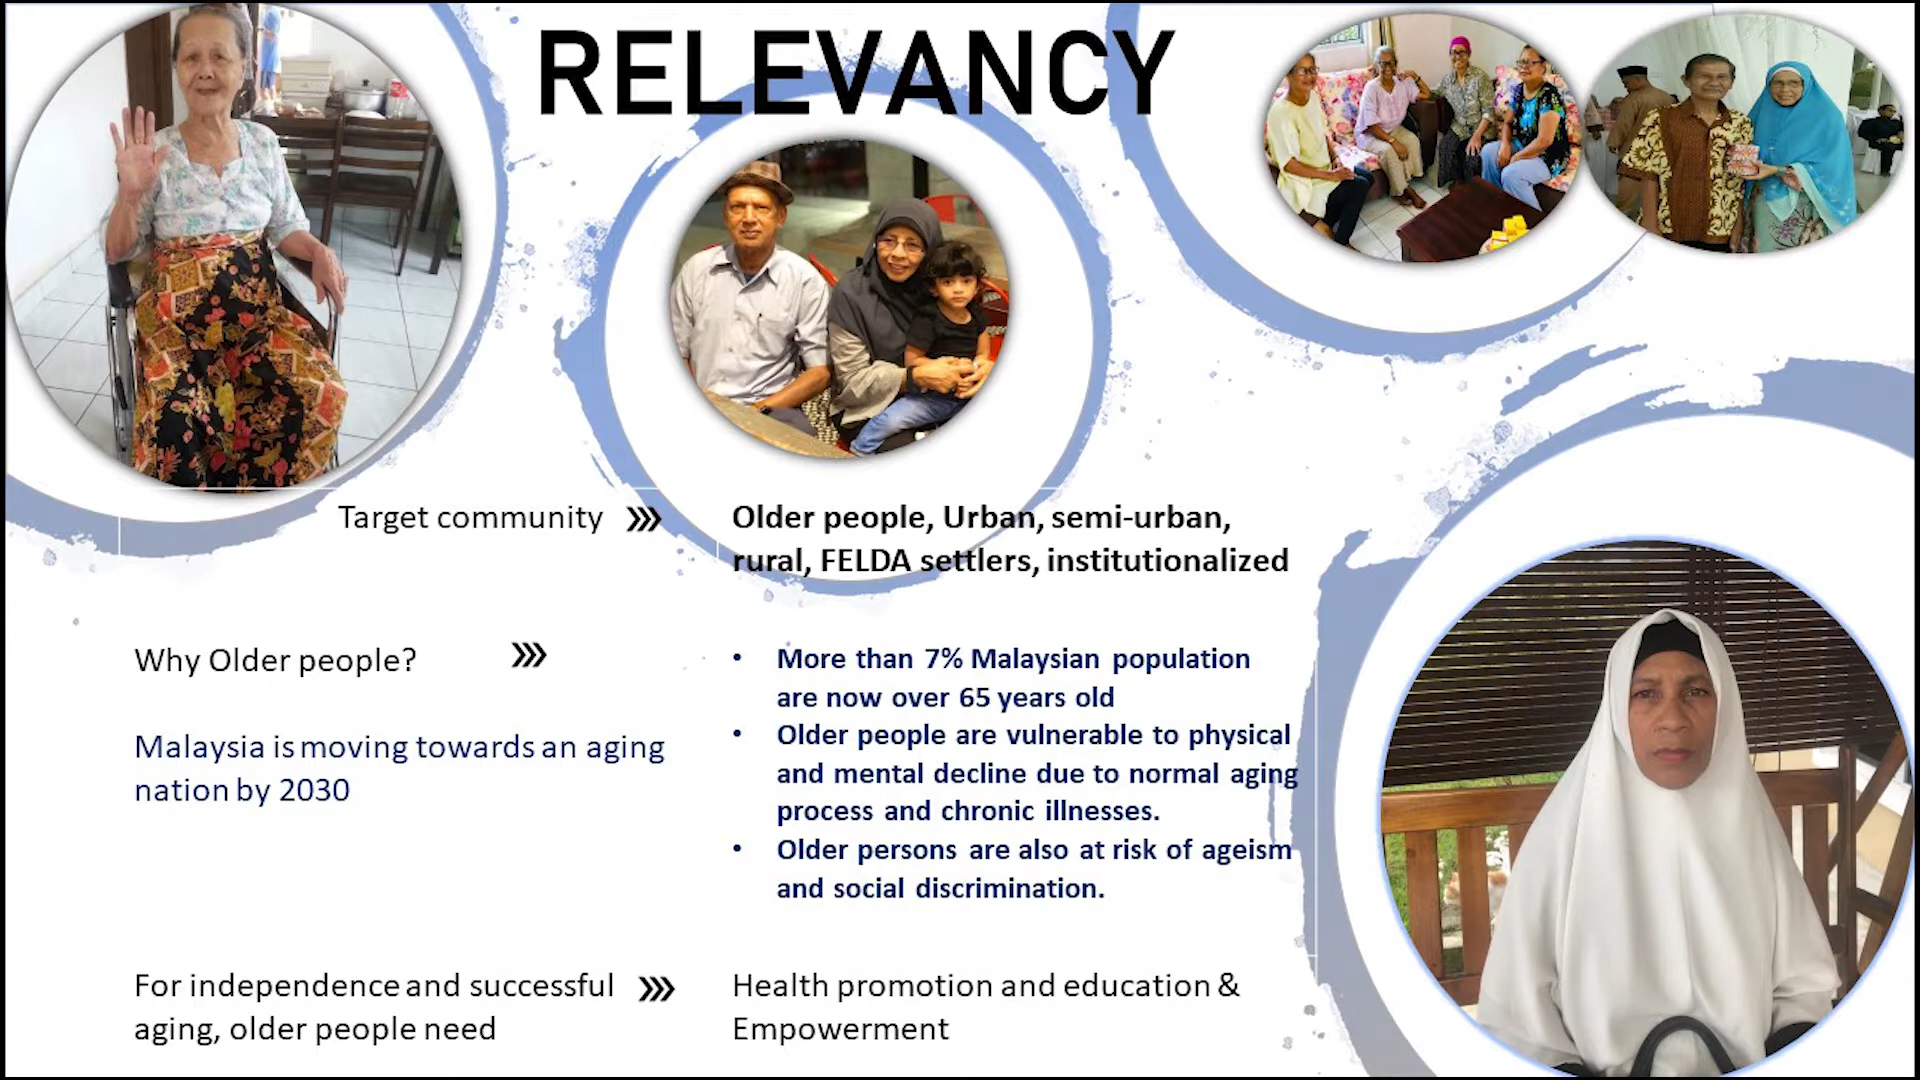 RELEVANCY
Target community
Older people, Urban, semi-urban,
rural, FELDA settlers, institutionalized
Why Older people?
Malaysia is moving towards an aging
nation by 2030
• More than 7% Malaysian population
are now over 65 years old
• Older people are vulnerable to physical
and mental decline due to normal aging
process and chronic illnesses.
• Older persons are also at risk of ageism
and social discrimination.
For independence and successful
aging, older people need
Health promotion and education &
Empowerment